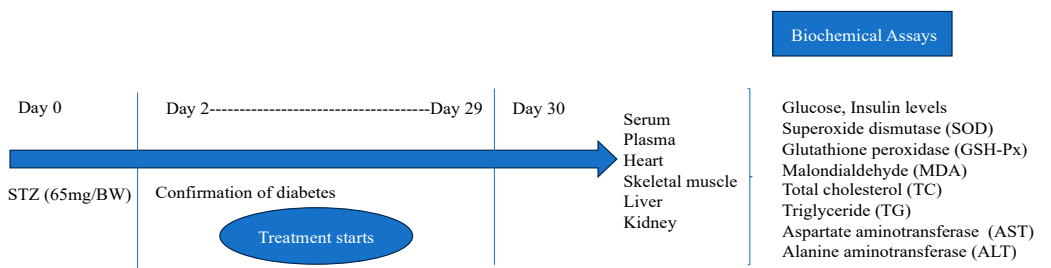 Biochemical Assays
Day 0
Day 2-------------------------------------Day 29
Day 30
STZ (65mg/BW)
Confirmation of diabetes
Treatment starts
Serum
Plasma
Heart
Skeletal muscle
Liver
Kidney
Glucose, Insulin levels
Superoxide dismutase (SOD)
Glutathione peroxidase (GSH-Px)
Malondialdehyde (MDA)
Total cholesterol (TC)
Triglyceride (TG)
Aspartate aminotransferase (AST)
Alanine aminotransferase (ALT)